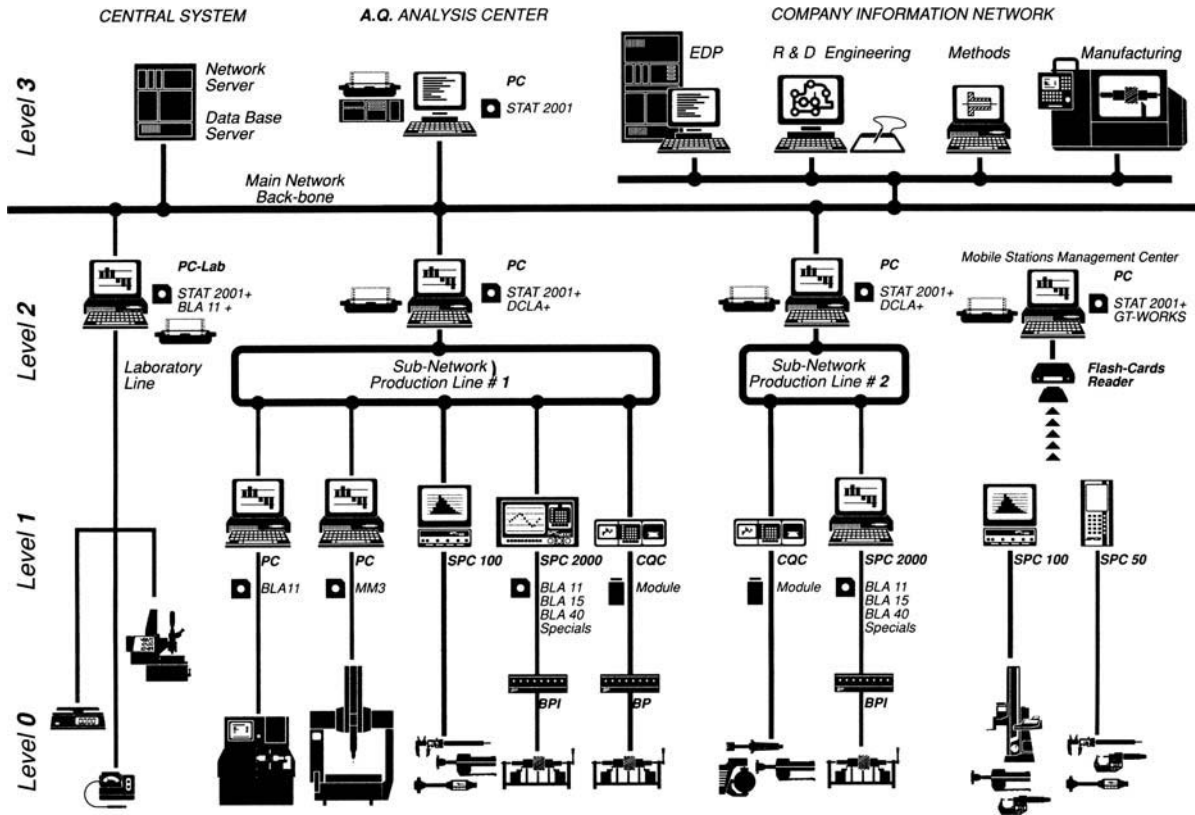 CENTRAL SYSTEM
A.Q. ANALYSIS CENTER
COMPANY INFORMATION NETWORK
Level 3
Network
Server
Data Base
Server
PC
STAT 2001
EDP
R & D Engineering
Methods
Manufacturing
Main Network
Back-bone
Level 2
PC-Lab
STAT 2001+
BLA 11 +
Laboratory
Line
PC
STAT 2001+
DCLA+
Sub-Network )
Production Line # 1
PC
STAT 2001+
DCLA+
Sub-Network
Production Line # 2
Mobile Stations Management Center
PC
STAT 2001+
GT-WORKS
Flash-Cards
Reader
Level 1
PC
BLA11
PC
MM3
SPC 100
SPC 2000
BLA 11
BLA 15
BLA 40
Specials
CQC
Module
CQC
Module
SPC 2000
BLA 11
BLA 15
BLA 40
Specials
SPC 100
SPC 50
Level 0
BPI
BP
BPI